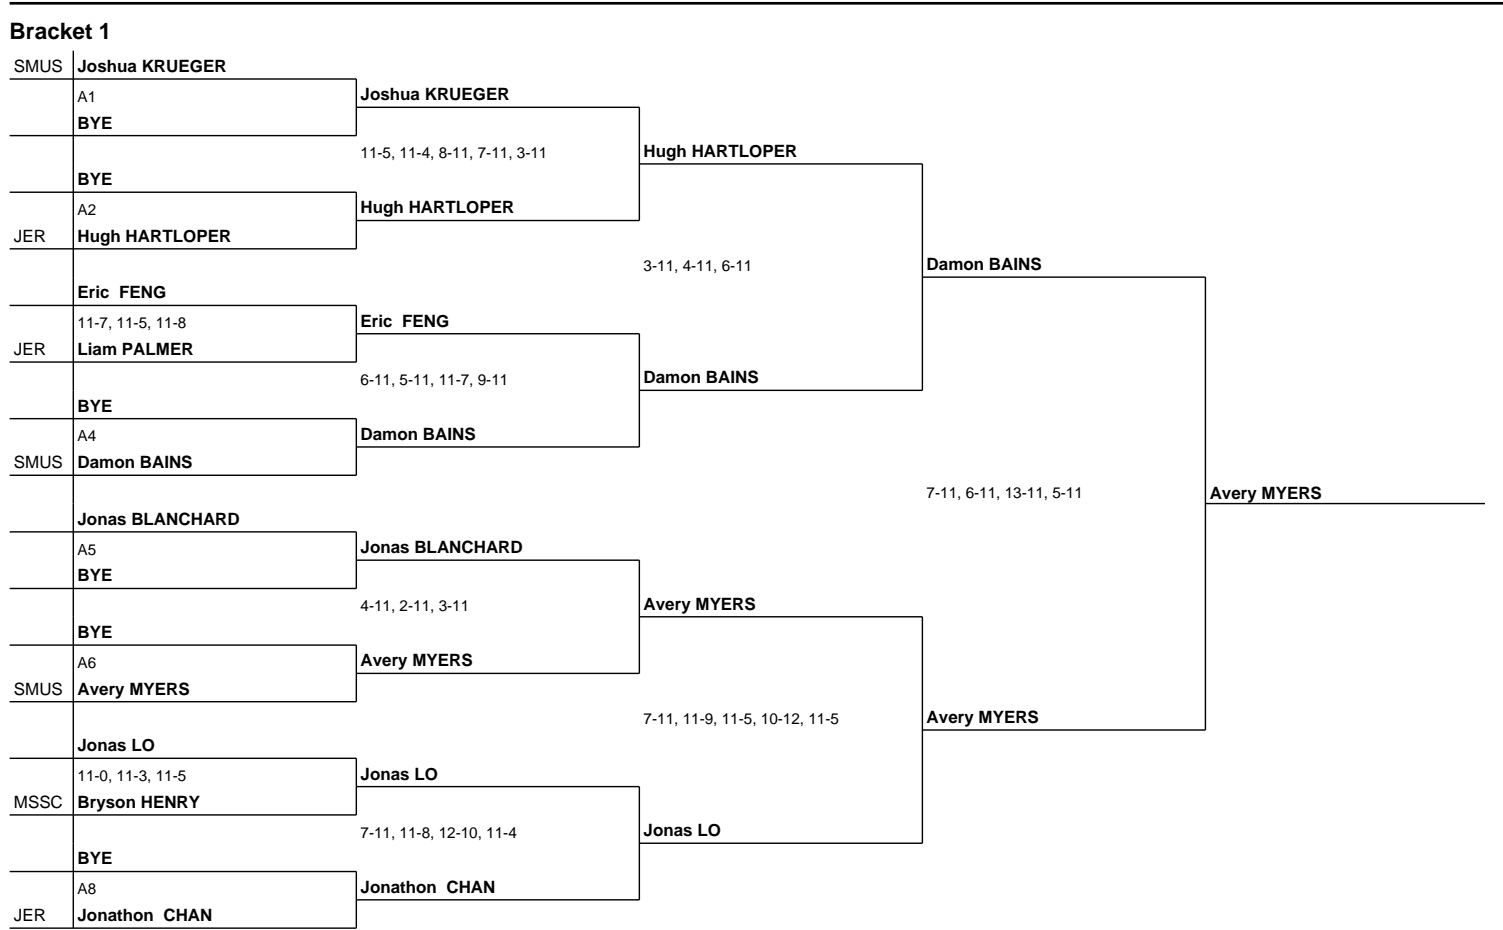 Bracket 1
SMUS Joshua KRUEGER
A1 Joshua KRUEGER
BYE
11-5, 11-4, 8-11, 7-11, 3-11 Hugh HARTLOPER
BYE
A2 Hugh HARTLOPER
JER Hugh HARTLOPER
3-11, 4-11, 6-11 Damon BAINS
Eric FENG
11-7, 11-5, 11-8 Eric FENG
JER Liam PALMER
6-11, 5-11, 11-7, 9-11 Damon BAINS
BYE
A4 Damon BAINS
SMUS Damon BAINS
7-11, 6-11, 13-11, 5-11 Avery MYERS
Jonas BLANCHARD
A5 Jonas BLANCHARD
BYE
4-11, 2-11, 3-11 Avery MYERS
BYE
A6 Avery MYERS
SMUS Avery MYERS
7-11, 11-9, 11-5, 10-12, 11-5 Avery MYERS
Jonas LO
11-0, 11-3, 11-5 Jonas LO
MSSC Bryson HENRY
7-11, 11-8, 12-10, 11-4 Jonas LO
BYE
A8 Jonathon CHAN
JER Jonathon CHAN